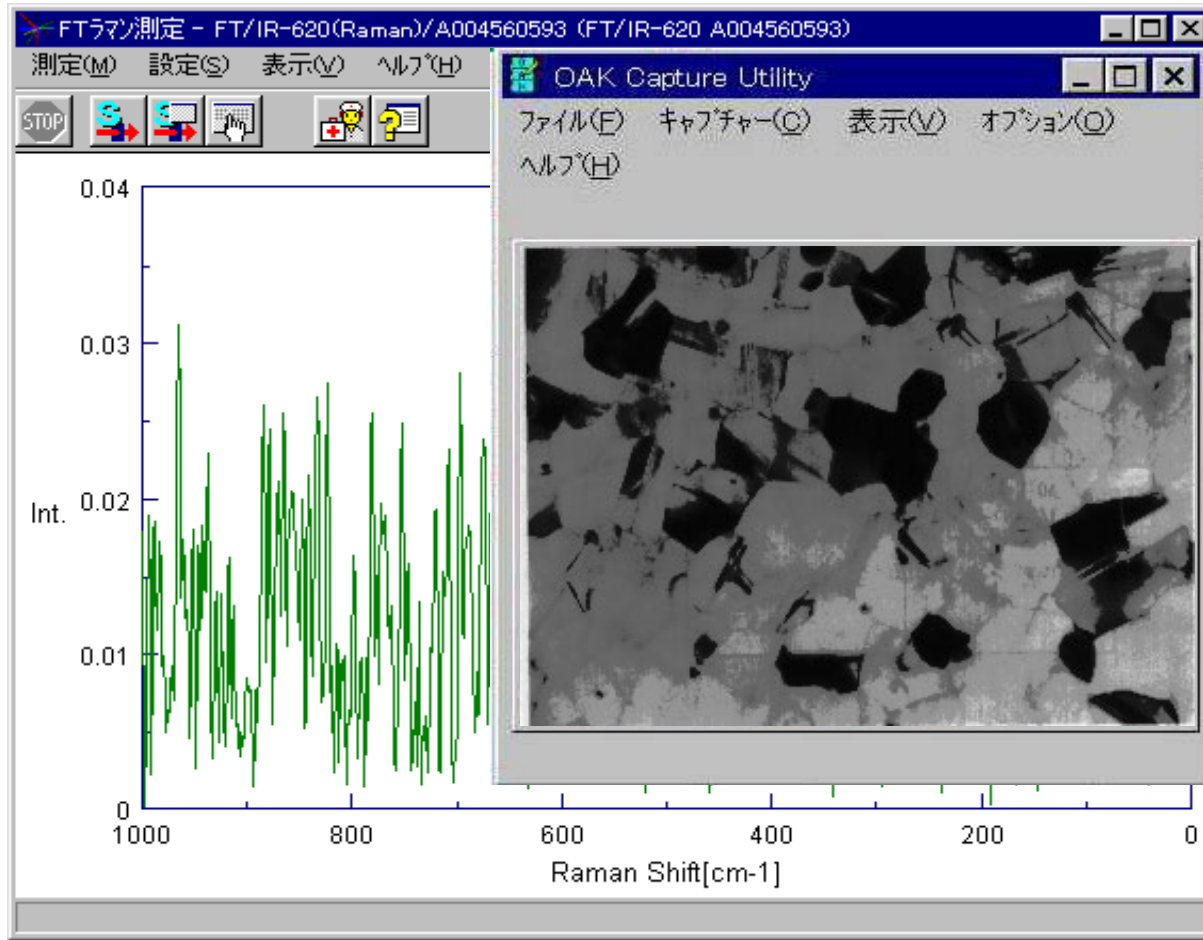 FTラマン測定 - FT/IR-620(Raman)/A004560593 (FT/IR-620 A004560593)
測定(M) 設定(S) 表示(V) ヘルプ(H)
STOP
OAK Capture Utility
ファイル(F) キャプチャー(C) 表示(V) オプション(O)
ヘルプ(H)
0.04
0.03
0.02
Int.
0.01
0
1000 800 600 400 200 0
Raman Shift[cm-1]